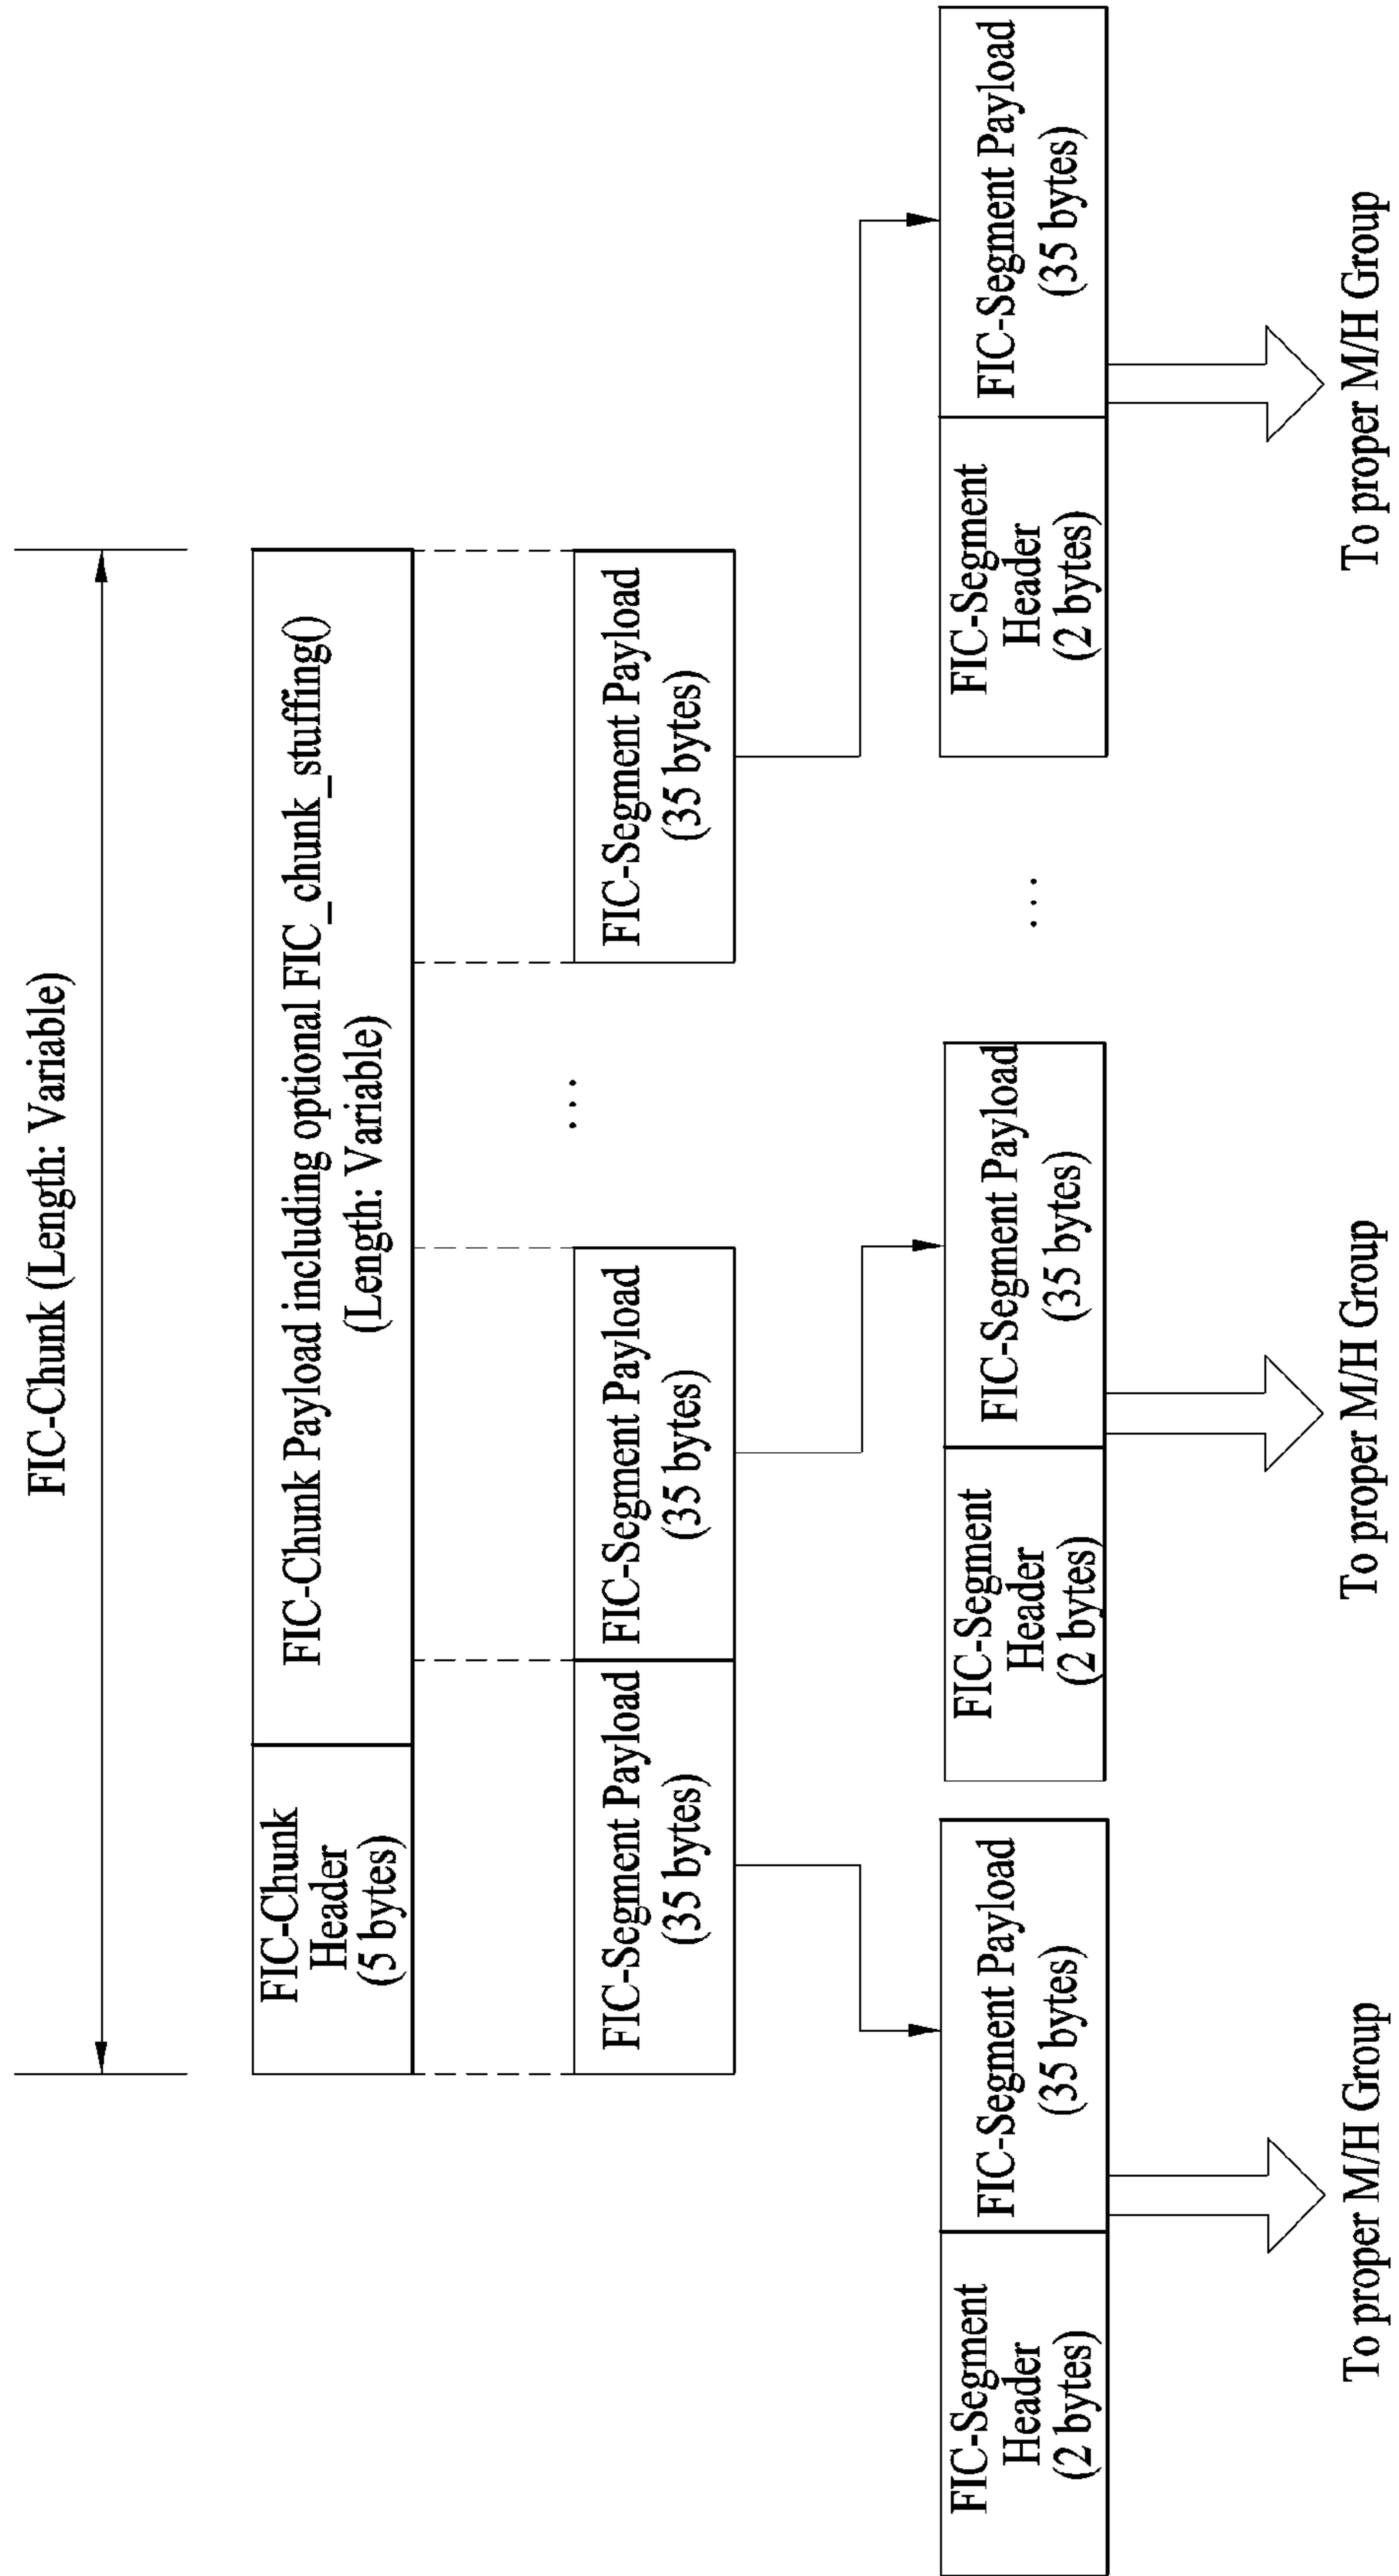 FIC-Chunk (Length: Variable)
FIC-Chunk
Header
(5 bytes)
FIC-Chunk Payload including optional FIC_chunk_stuffing()
(Length: Variable)
FIC-Segment Payload
(35 bytes)
FIC-Segment Payload
(35 bytes)
...
FIC-Segment Payload
(35 bytes)
FIC-Segment
Header
(2 bytes)
FIC-Segment Payload
(35 bytes)
FIC-Segment
Header
(2 bytes)
FIC-Segment Payload
(35 bytes)
...
FIC-Segment
Header
(2 bytes)
FIC-Segment Payload
(35 bytes)
To proper M/H Group
To proper M/H Group
To proper M/H Group